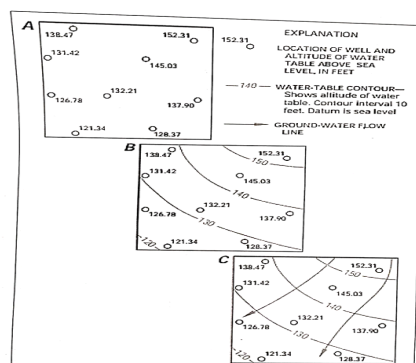 A
138.47
152.31
131.42
145.03
126.78
132.21
137.90
121.34
128.37
EXPLANATION
152.31
LOCATION OF WELL AND
ALTITUDE OF WATER
TABLE ABOVE SEA
LEVEL, IN FEET
—140— WATER-TABLE CONTOUR—
Shows altitude of water
table. Contour interval 10
feet. Datum is sea level
GROUND-WATER FLOW
LINE
B
138.47
152.31
150
131.42
145.03
140
126.78
132.21
137.90
130
120
121.34
128.37
C
138.47
152.31
150
131.42
145.03
140
126.78
132.21
137.90
130
120
121.34
128.37